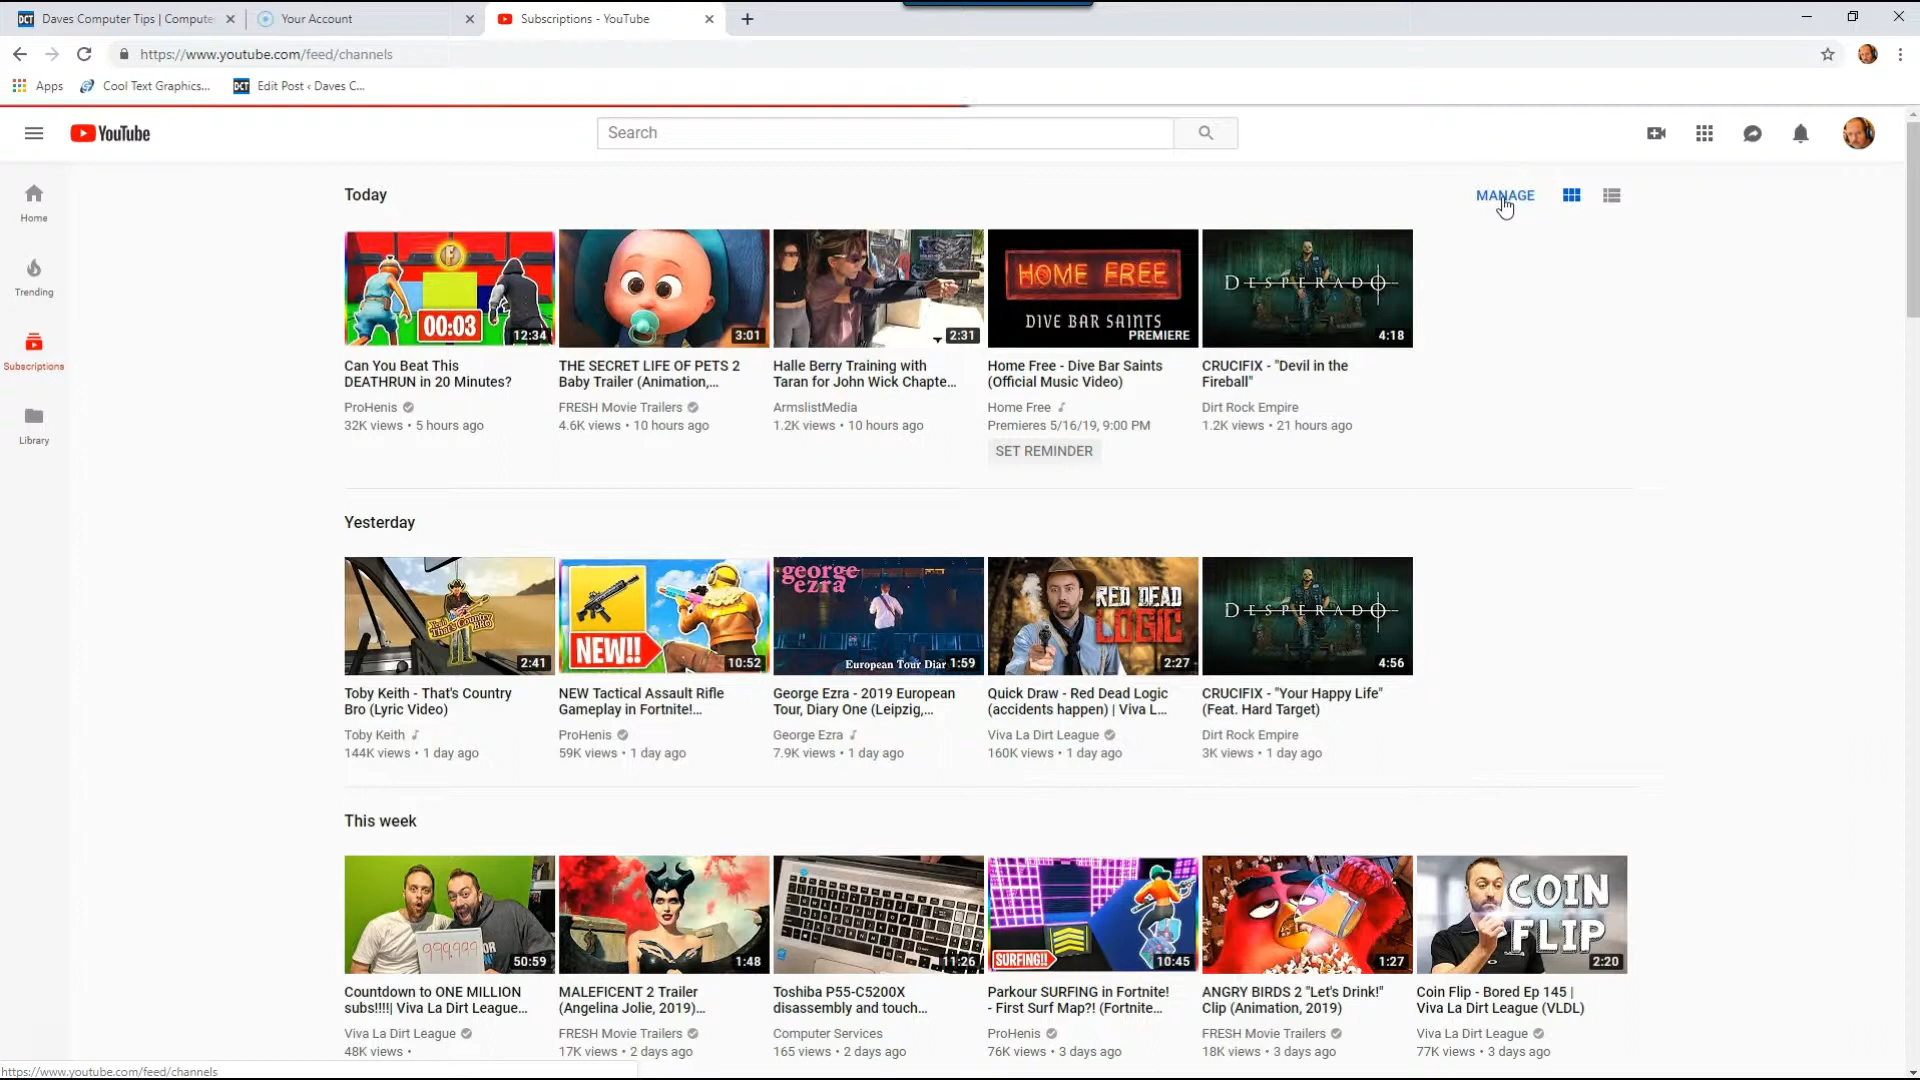 DCT Daves Computer Tips | Compute
Your Account
Subscriptions - YouTube
https://www.youtube.com/feed/channels
Apps
Cool Text Graphics...
DCT Edit Post ‹ Daves C...
YouTube
Search
Home
Trending
Subscriptions
Library
Today
MANAGE
00:03
12:34
3:01
2:31
HOME FREE
DIVE BAR SAINTS
PREMIERE
DESPERADO
4:18
Can You Beat This
DEATHRUN in 20 Minutes?
ProHenis
32K views • 5 hours ago
THE SECRET LIFE OF PETS 2
Baby Trailer (Animation,...
FRESH Movie Trailers
4.6K views • 10 hours ago
Halle Berry Training with
Taran for John Wick Chapte...
ArmslistMedia
1.2K views • 10 hours ago
Home Free - Dive Bar Saints
(Official Music Video)
Home Free
Premieres 5/16/19, 9:00 PM
SET REMINDER
CRUCIFIX - "Devil in the
Fireball"
Dirt Rock Empire
1.2K views • 21 hours ago
Yesterday
That's Country
Bro
2:41
NEW!!
10:52
george
ezra
European Tour Diar
1:59
RED DEAD
LOGIC
2:27
DESPERADO
4:56
Toby Keith - That's Country
Bro (Lyric Video)
Toby Keith
144K views • 1 day ago
NEW Tactical Assault Rifle
Gameplay in Fortnite!...
ProHenis
59K views • 1 day ago
George Ezra - 2019 European
Tour, Diary One (Leipzig,...
George Ezra
7.9K views • 1 day ago
Quick Draw - Red Dead Logic
(accidents happen) | Viva L...
Viva La Dirt League
160K views • 1 day ago
CRUCIFIX - "Your Happy Life"
(Feat. Hard Target)
Dirt Rock Empire
3K views • 1 day ago
This week
999,999
50:59
1:48
11:26
SURFING!!
10:45
1:27
COIN
FLIP
2:20
Countdown to ONE MILLION
subs!!!!| Viva La Dirt League...
Viva La Dirt League
48K views •
MALEFICENT 2 Trailer
(Angelina Jolie, 2019)...
FRESH Movie Trailers
17K views • 2 days ago
Toshiba P55-C5200X
disassembly and touch...
Computer Services
165 views • 2 days ago
Parkour SURFING in Fortnite!
- First Surf Map?! (Fortnite...
ProHenis
76K views • 3 days ago
ANGRY BIRDS 2 "Let's Drink!"
Clip (Animation, 2019)
FRESH Movie Trailers
18K views • 3 days ago
Coin Flip - Bored Ep 145 |
Viva La Dirt League (VLDL)
Viva La Dirt League
77K views • 3 days ago
https://www.youtube.com/feed/channels